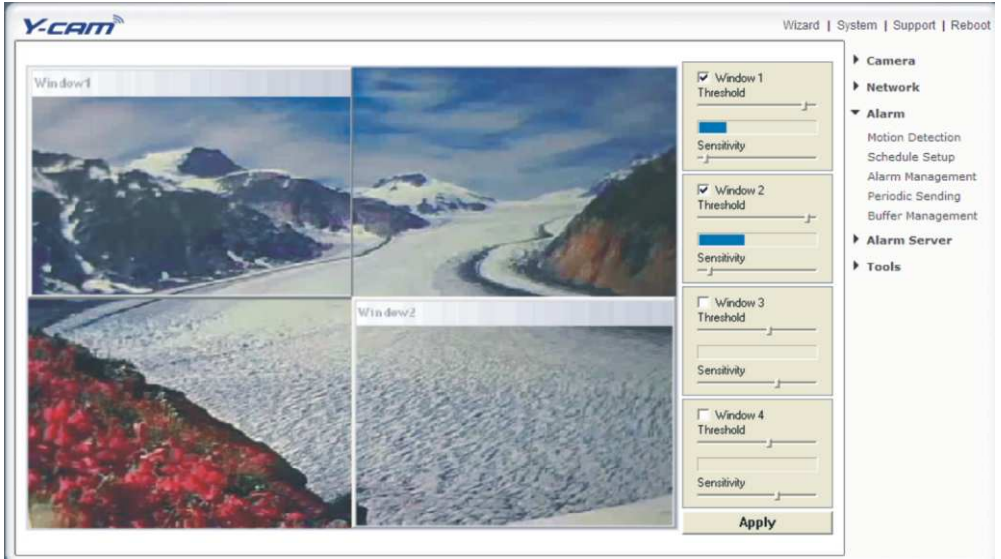 Y-cam
Wizard | System | Support | Reboot
Window1
Window2
Window 1
Threshold
Sensitivity
Window 2
Threshold
Sensitivity
Window 3
Threshold
Sensitivity
Window 4
Threshold
Sensitivity
Apply
Camera
Network
Alarm
Motion Detection
Schedule Setup
Alarm Management
Periodic Sending
Buffer Management
Alarm Server
Tools